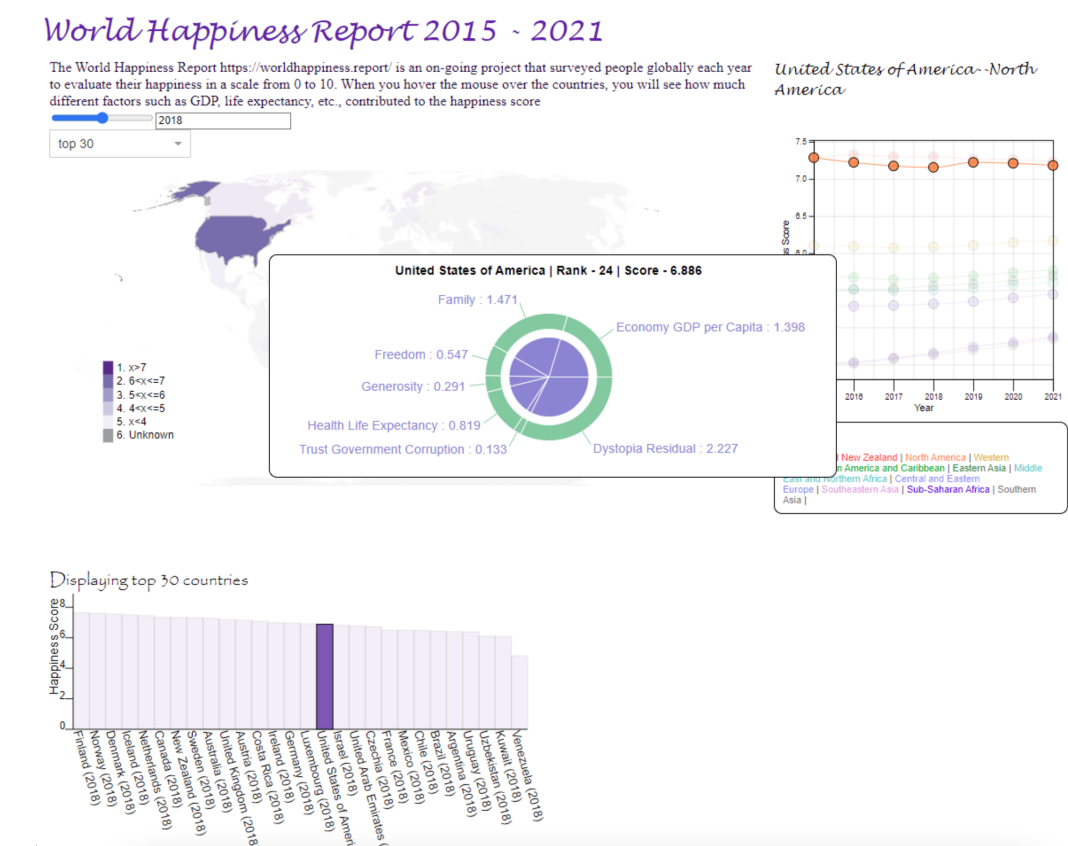 World Happiness Report 2015 - 2021
The World Happiness Report https://worldhappiness.report/ is an on-going project that surveyed people globally each year
to evaluate their happiness in a scale from 0 to 10. When you hover the mouse over the countries, you will see how much
different factors such as GDP, life expectancy, etc., contributed to the happiness score
2018
top 30
United States of America--North
America
7.5
7.0
6.5
6.0
ss Score
2016 2017 2018 2019 2020 2021
Year
United States of America | Rank - 24 | Score - 6.886
Family : 1.471
Economy GDP per Capita : 1.398
Freedom : 0.547
Generosity : 0.291
Health Life Expectancy : 0.819
Trust Government Corruption : 0.133
Dystopia Residual : 2.227
1. x>7
2. 6<x<=7
3. 5<x<=6
4. 4<x<=5
5. x<4
6. Unknown
New Zealand | North America | Western
n America and Caribbean | Eastern Asia | Middle
East and Northern Africa | Central and Eastern
Europe | Southeastern Asia | Sub-Saharan Africa | Southern
Asia |
Displaying top 30 countries
Happiness Score
8
6
4
2
0
Finland (2018)
Norway (2018)
Denmark (2018)
Iceland (2018)
Netherlands (2018)
Canada (2018)
New Zealand (2018)
Sweden (2018)
Australia (2018)
United Kingdom (2018
Austria (2018)
Costa Rica (2018)
Ireland (2018)
Germany (2018)
Luxembourg (2018)
United States of Ameri
Israel (2018)
United Arab Emirates (
Czechia (2018)
France (2018)
Mexico (2018)
Chile (2018)
Brazil (2018)
Argentina (2018)
Uruguay (2018)
Uzbekistan (2018)
Kuwait (2018)
Venezuela (2018)